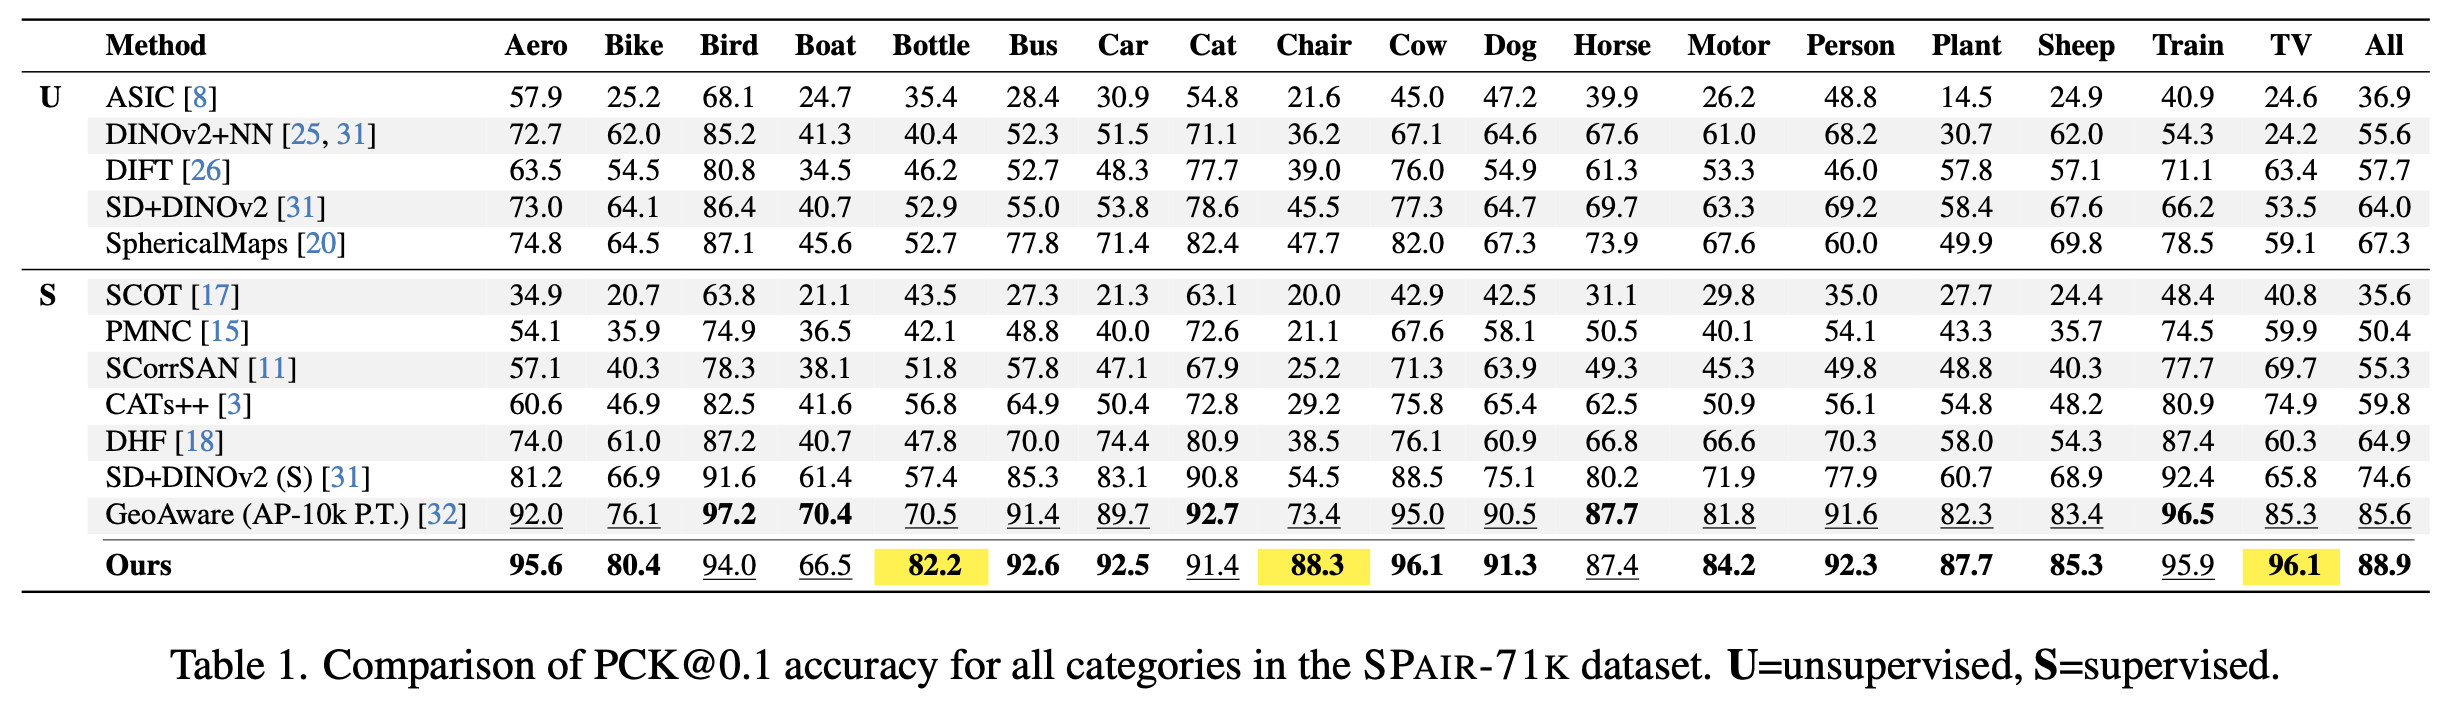 Method Aero Bike Bird Boat Bottle Bus Car Cat Chair Cow Dog Horse Motor Person Plant Sheep Train TV All
U ASIC [8] 57.9 25.2 68.1 24.7 35.4 28.4 30.9 54.8 21.6 45.0 47.2 39.9 26.2 48.8 14.5 24.9 40.9 24.6 36.9
DINOv2+NN [25, 31] 72.7 62.0 85.2 41.3 40.4 52.3 51.5 71.1 36.2 67.1 64.6 67.6 61.0 68.2 30.7 62.0 54.3 24.2 55.6
DIFT [26] 63.5 54.5 80.8 34.5 46.2 52.7 48.3 77.7 39.0 76.0 54.9 61.3 53.3 46.0 57.8 57.1 71.1 63.4 57.7
SD+DINOv2 [31] 73.0 64.1 86.4 40.7 52.9 55.0 53.8 78.6 45.5 77.3 64.7 69.7 63.3 69.2 58.4 67.6 66.2 53.5 64.0
SphericalMaps [20] 74.8 64.5 87.1 45.6 52.7 77.8 71.4 82.4 47.7 82.0 67.3 73.9 67.6 60.0 49.9 69.8 78.5 59.1 67.3
S SCOT [17] 34.9 20.7 63.8 21.1 43.5 27.3 21.3 63.1 20.0 42.9 42.5 31.1 29.8 35.0 27.7 24.4 48.4 40.8 35.6
PMNC [15] 54.1 35.9 74.9 36.5 42.1 48.8 40.0 72.6 21.1 67.6 58.1 50.5 40.1 54.1 43.3 35.7 74.5 59.9 50.4
SCorrSAN [11] 57.1 40.3 78.3 38.1 51.8 57.8 47.1 67.9 25.2 71.3 63.9 49.3 45.3 49.8 48.8 40.3 77.7 69.7 55.3
CATs++ [3] 60.6 46.9 82.5 41.6 56.8 64.9 50.4 72.8 29.2 75.8 65.4 62.5 50.9 56.1 54.8 48.2 80.9 74.9 59.8
DHF [18] 74.0 61.0 87.2 40.7 47.8 70.0 74.4 80.9 38.5 76.1 60.9 66.8 66.6 70.3 58.0 54.3 87.4 60.3 64.9
SD+DINOv2 (S) [31] 81.2 66.9 91.6 61.4 57.4 85.3 83.1 90.8 54.5 88.5 75.1 80.2 71.9 77.9 60.7 68.9 92.4 65.8 74.6
GeoAware (AP-10k P.T.) [32] 92.0 76.1 97.2 70.4 70.5 91.4 89.7 92.7 73.4 95.0 90.5 87.7 81.8 91.6 82.3 83.4 96.5 85.3 85.6
Ours 95.6 80.4 94.0 66.5 82.2 92.6 92.5 91.4 88.3 96.1 91.3 87.4 84.2 92.3 87.7 85.3 95.9 96.1 88.9
Table 1. Comparison of PCK@0.1 accuracy for all categories in the SPAIR-71K dataset. U=unsupervised, S=supervised.